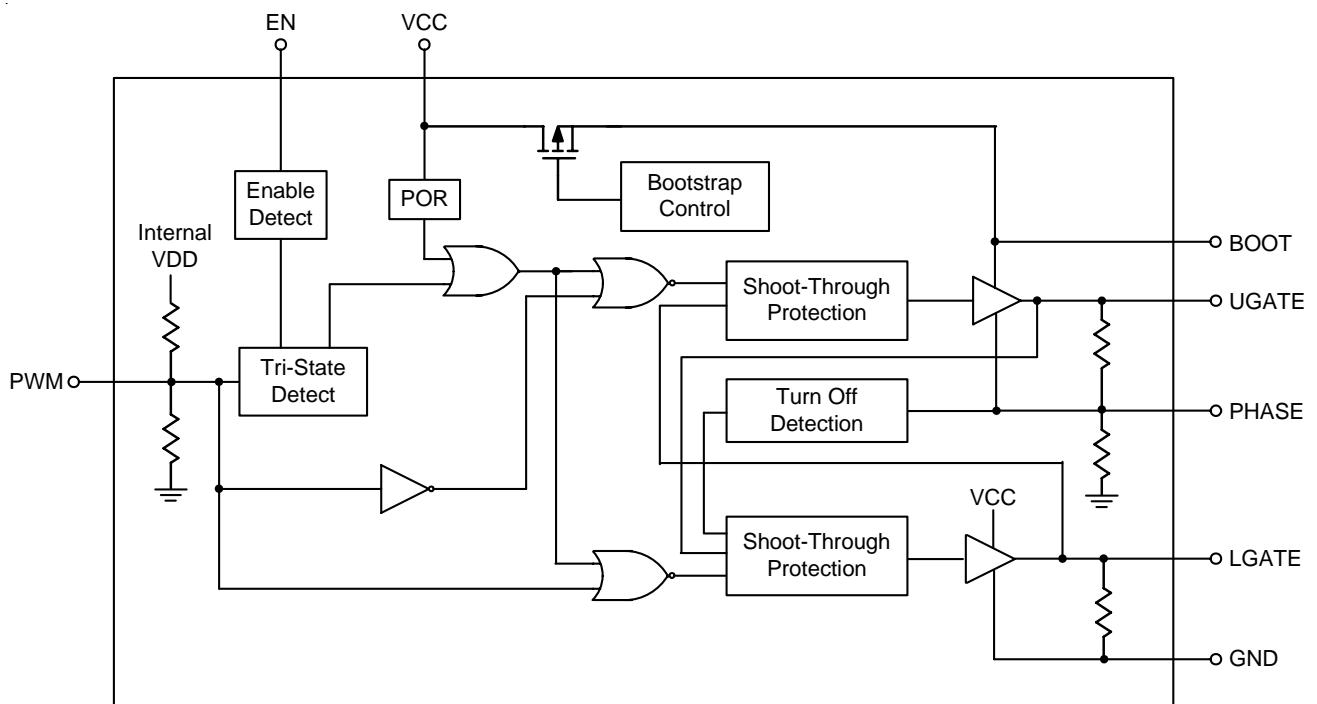 EN
VCC
Enable
Detect
POR
Bootstrap
Control
Internal
VDD
BOOT
Shoot-Through
Protection
UGATE
Tri-State
Detect
PWM
Turn Off
Detection
PHASE
VCC
Shoot-Through
Protection
LGATE
GND